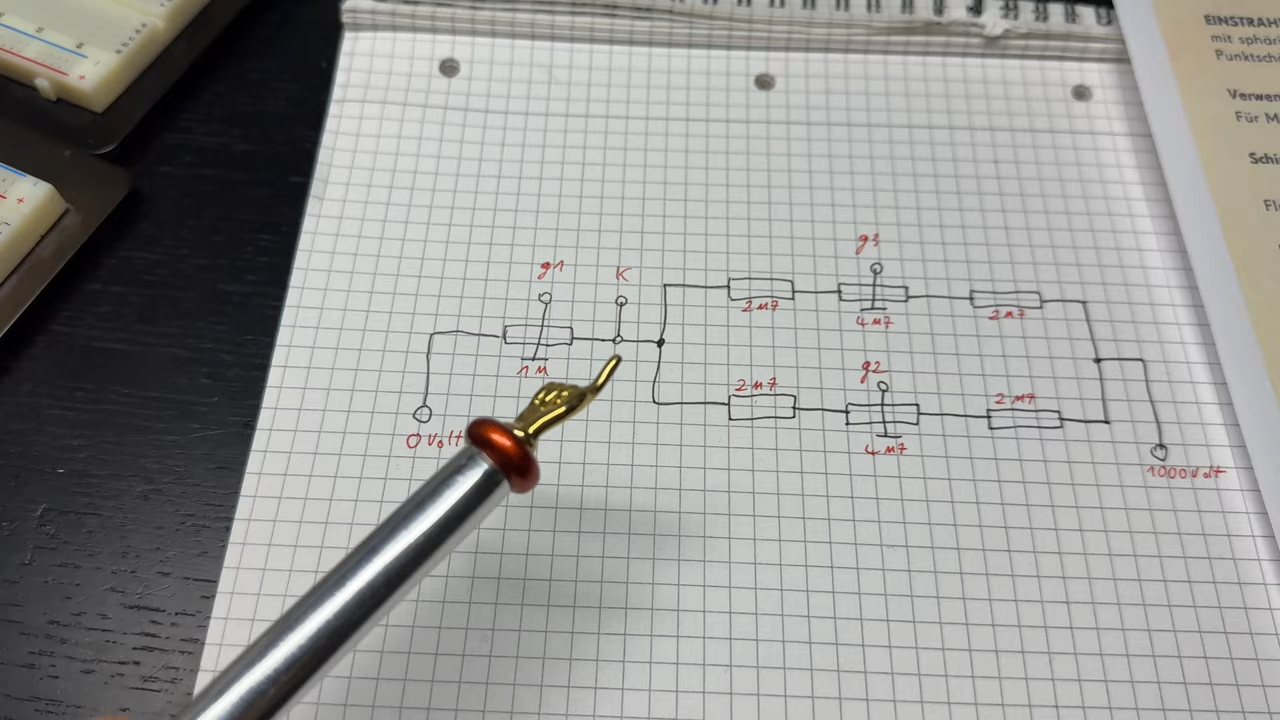 EINSTRAH
mit sphär
Punktsch
Verwen
Für M
Schi
Fl
g3
g1
K
2M7
4M7
2M7
1M
g2
2M7
2M7
4M7
0 Volt
1000 Volt